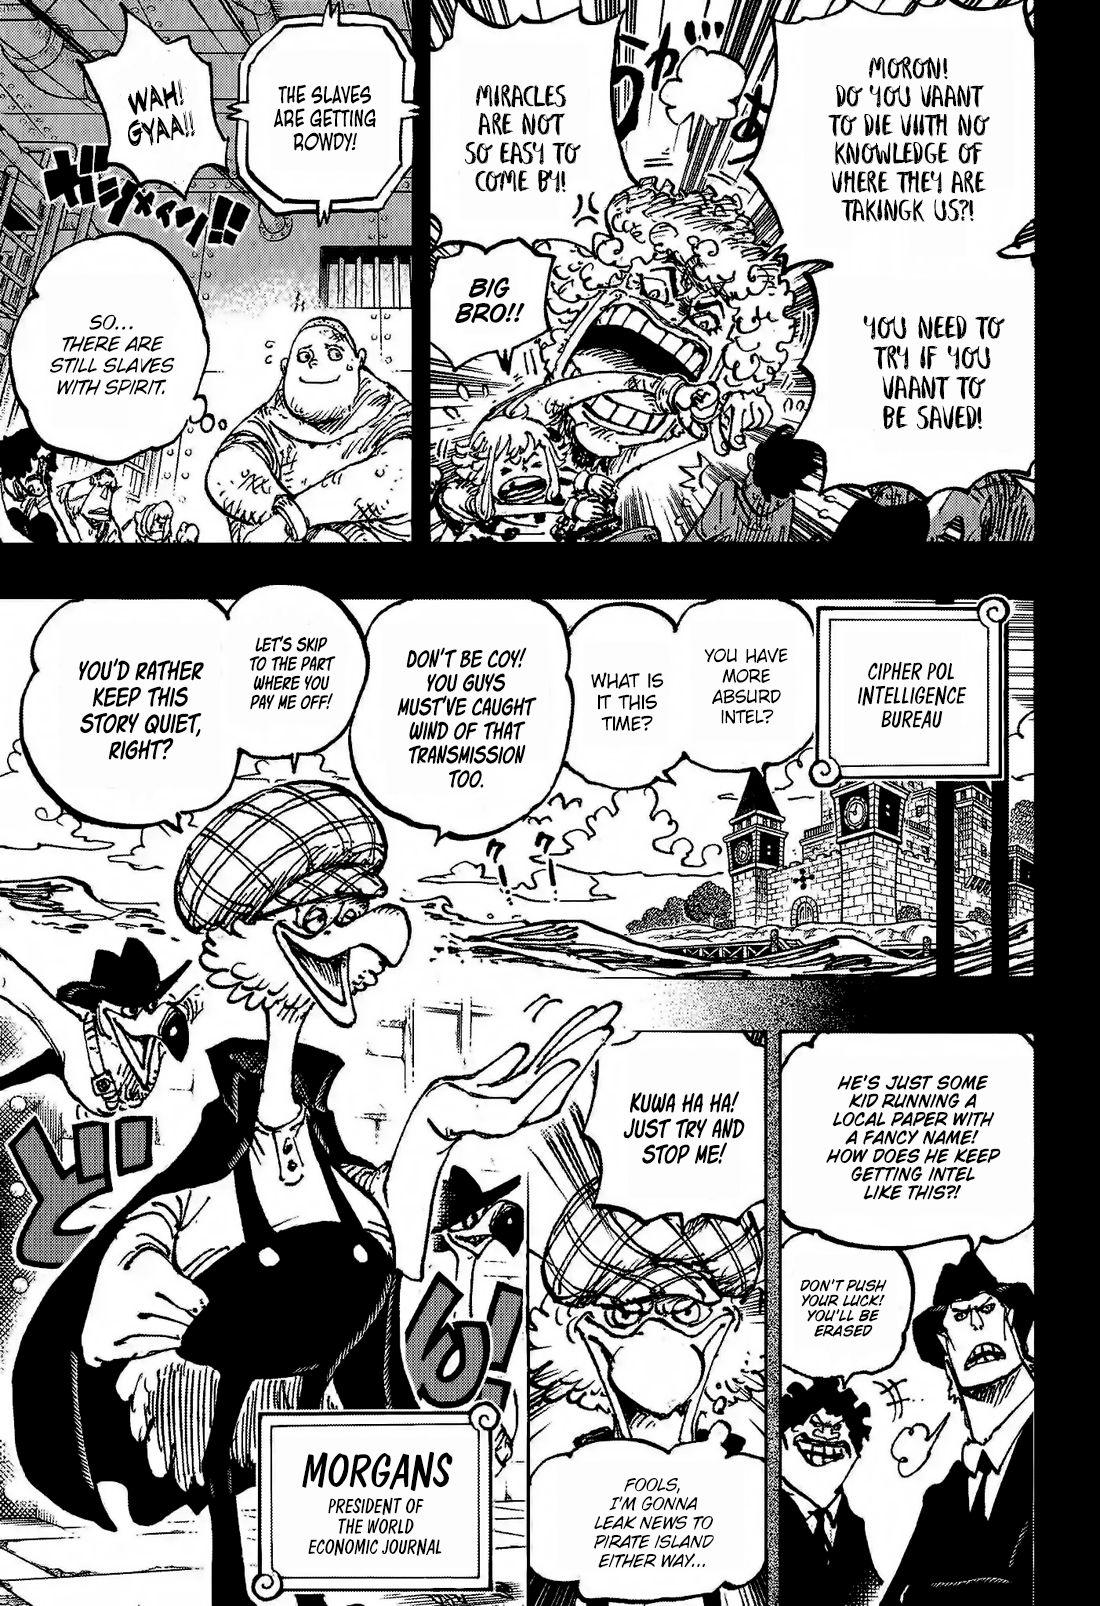 MORON!
DO YOU VAANT
TO DIE VIITH NO
KNOWLEDGE OF
VHERE THEY ARE
TAKINGK US?!
YOU NEED TO
TRY IF YOU
VAANT TO
BE SAVED!
MIRACLES
ARE NOT
SO EASY TO
COME BY!
BIG
BRO!!
THE SLAVES
ARE GETTING
ROWDY!
WAH!
GYAA!!
SO...
THERE ARE
STILL SLAVES
WITH SPIRIT.
CIPHER POL
INTELLIGENCE
BUREAU
YOU HAVE
MORE
ABSURD
INTEL?
WHAT IS
IT THIS
TIME?
DON'T BE COY!
YOU GUYS
MUST'VE CAUGHT
WIND OF THAT
TRANSMISSION
TOO.
LET'S SKIP
TO THE PART
WHERE YOU
PAY ME OFF!
YOU'D RATHER
KEEP THIS
STORY QUIET,
RIGHT?
ドン!
MORGANS
PRESIDENT OF
THE WORLD
ECONOMIC JOURNAL
HE'S JUST SOME
KID RUNNING A
LOCAL PAPER WITH
A FANCY NAME!
HOW DOES HE KEEP
GETTING INTEL
LIKE THIS?!
DON'T PUSH
YOUR LUCK!
YOU'LL BE
ERASED
KUWA HA HA!
JUST TRY AND
STOP ME!
FOOLS,
I'M GONNA
LEAK NEWS TO
PIRATE ISLAND
EITHER WAY...